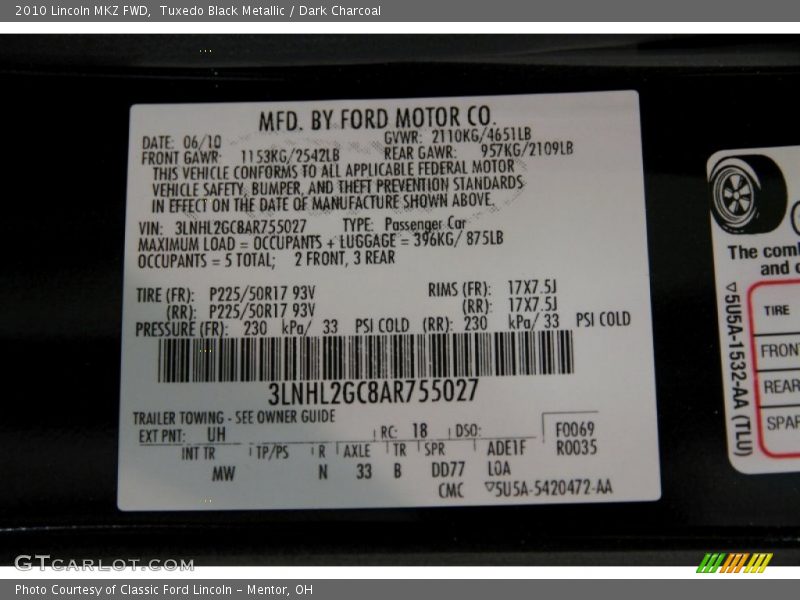 2010 Lincoln MKZ FWD,  Tuxedo Black Metallic / Dark Charcoal
MFD. BY FORD MOTOR CO.
DATE: 06/10 GVWR: 2110KG/4651LB
FRONT GAWR: 1153KG/2542LB REAR GAWR: 957KG/2109LB
THIS VEHICLE CONFORMS TO ALL APPLICABLE FEDERAL MOTOR
VEHICLE SAFETY, BUMPER, AND THEFT PREVENTION STANDARDS
IN EFFECT ON THE DATE OF MANUFACTURE SHOWN ABOVE.
VIN: 3LNHL2GC8AR755027 TYPE: Passenger Car
MAXIMUM LOAD = OCCUPANTS + LUGGAGE = 396KG/ 875LB
OCCUPANTS = 5 TOTAL; 2 FRONT, 3 REAR
TIRE (FR): P225/50R17 93V RIMS (FR): 17X7.5J
(RR): P225/50R17 93V (RR): 17X7.5J
PRESSURE (FR): 230 kPa/ 33 PSI COLD (RR): 230 kPa/ 33 PSI COLD
3LNHL2GC8AR755027
TRAILER TOWING - SEE OWNER GUIDE
EXT PNT: UH RC: 18 DSO: F0069
INT TR TP/PS R AXLE TR SPR ADE1F R0035
MW N 33 B DD77 L0A
CMC ▽5U5A-5420472-AA
The com
and
TIRE
FRONT
REAR
SPAR
▽5U5A-1532-AA (TLU)
GTcarlot.com
Photo Courtesy of Classic Ford Lincoln – Mentor, OH